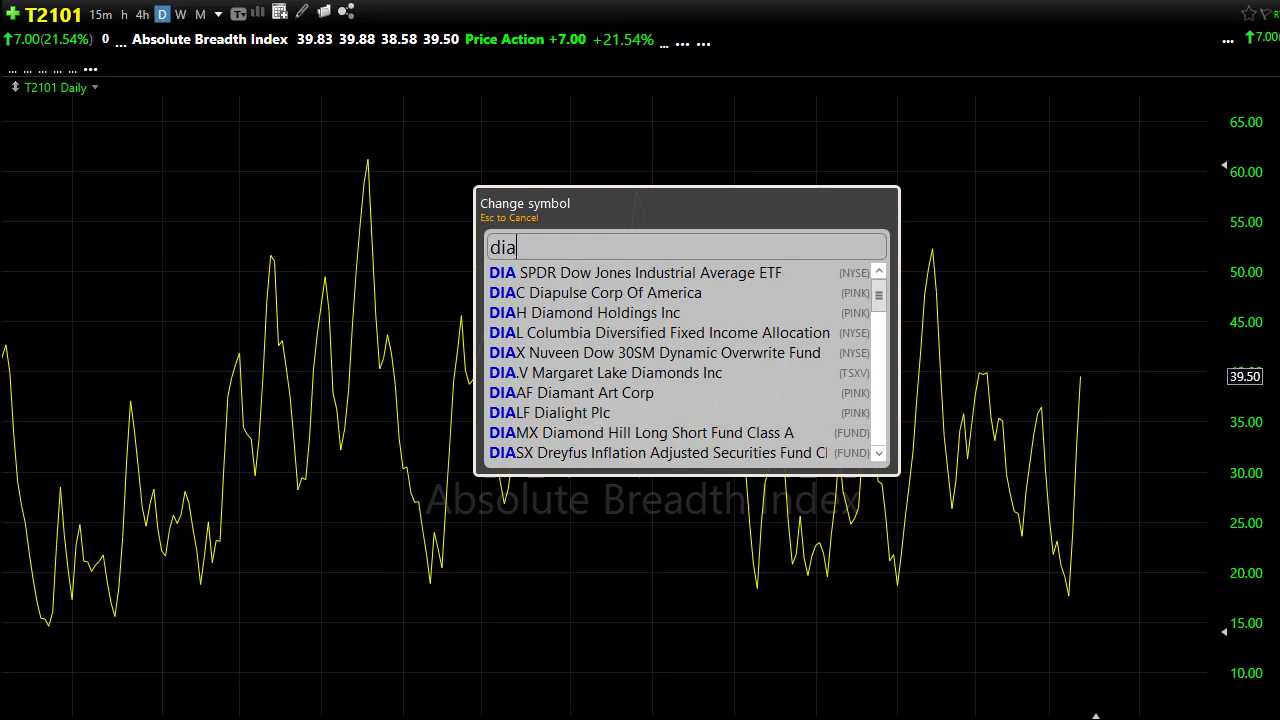 T2101 15m h 4h D W M
7.00(21.54%) 0 ... Absolute Breadth Index 39.83 39.88 38.58 39.50 Price Action +7.00 +21.54% ... ... ... ... 7.00
... ... ... ... ... ...
T2101 Daily
65.00
60.00
55.00
50.00
45.00
39.50
35.00
30.00
25.00
20.00
15.00
10.00
Change symbol
Esc to Cancel
dia
DIA SPDR Dow Jones Industrial Average ETF (NYSE)
DIAC Diapulse Corp Of America (PINK)
DIAH Diamond Holdings Inc (PINK)
DIAL Columbia Diversified Fixed Income Allocation (NYSE)
DIAX Nuveen Dow 30SM Dynamic Overwrite Fund (NYSE)
DIA.V Margaret Lake Diamonds Inc (TSXV)
DIAAF Diamant Art Corp (PINK)
DIALF Dialight Plc (PINK)
DIAMX Diamond Hill Long Short Fund Class A (FUND)
DIASX Dreyfus Inflation Adjusted Securities Fund Cl (FUND)
Absolute Breadth Index